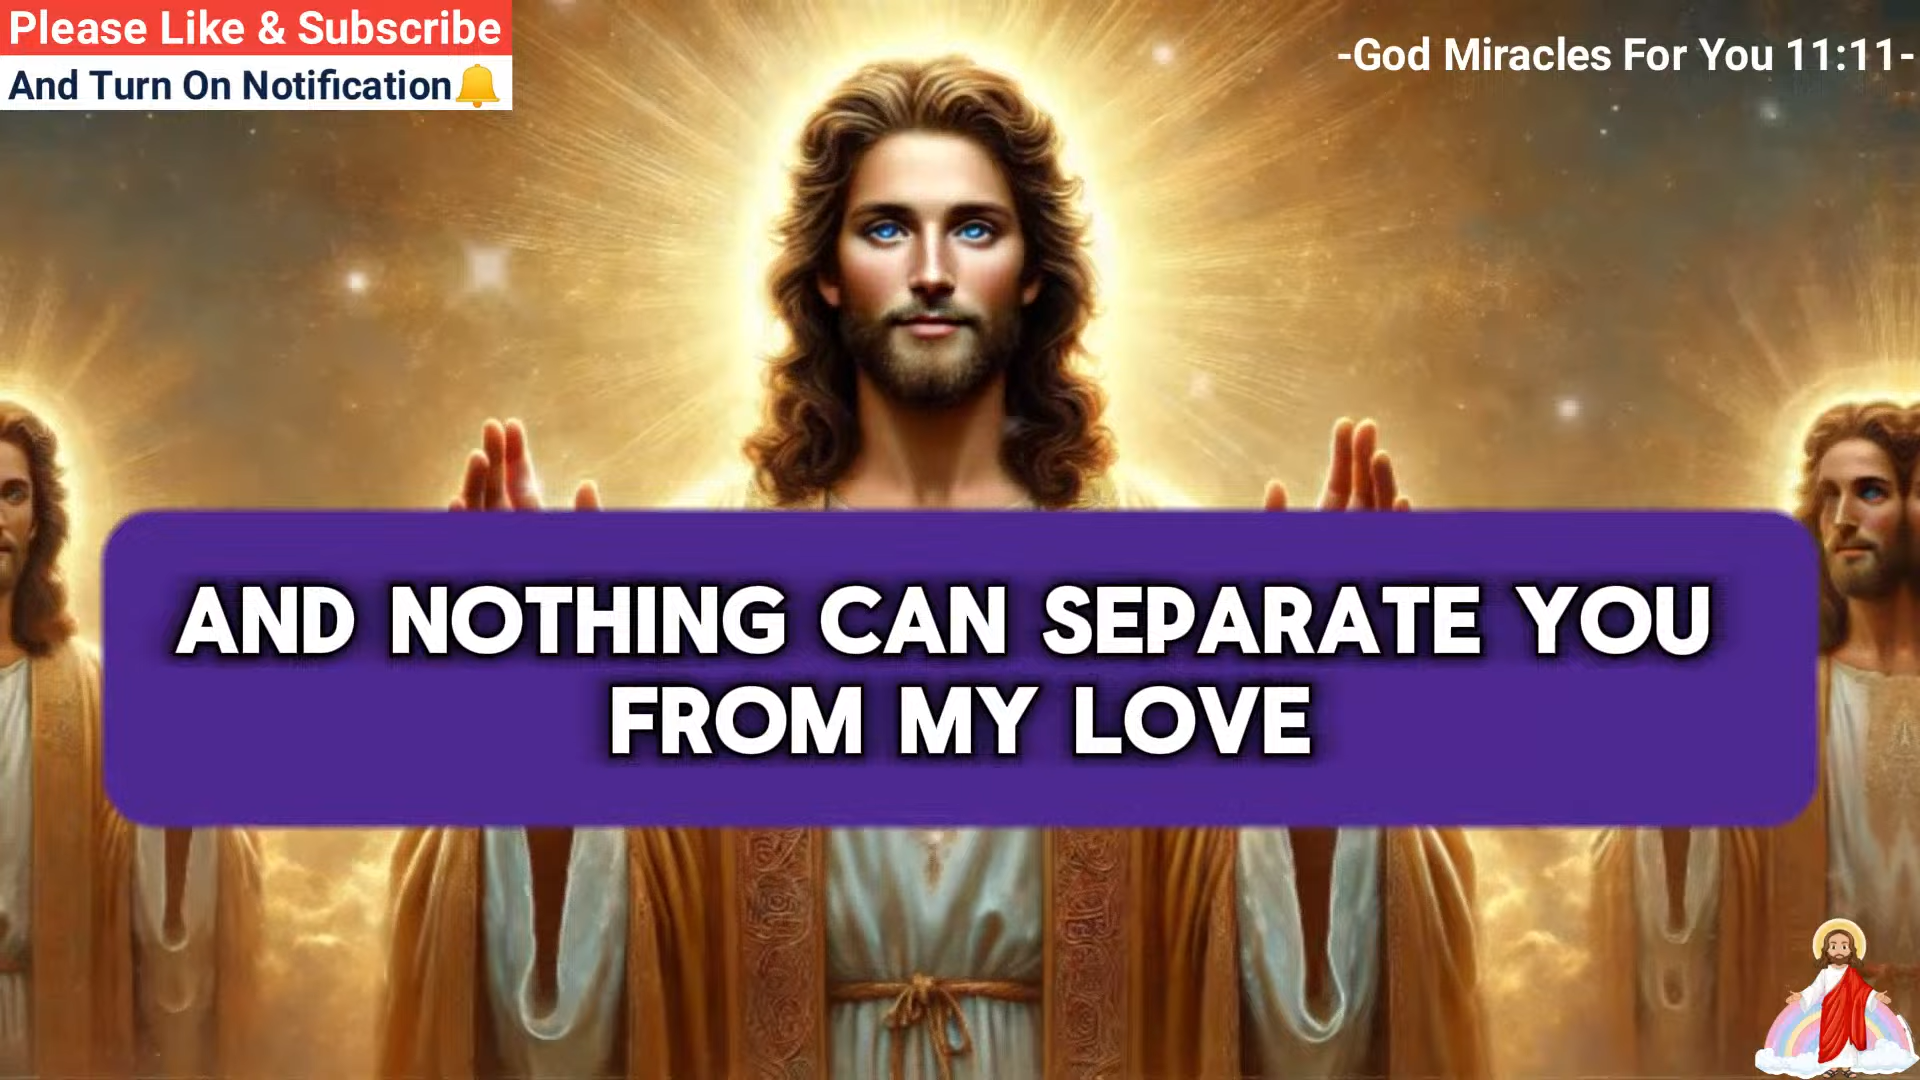 Please Like & Subscribe
And Turn On Notification🔔
-God Miracles For You 11:11-
AND NOTHING CAN SEPARATE YOU
FROM MY LOVE